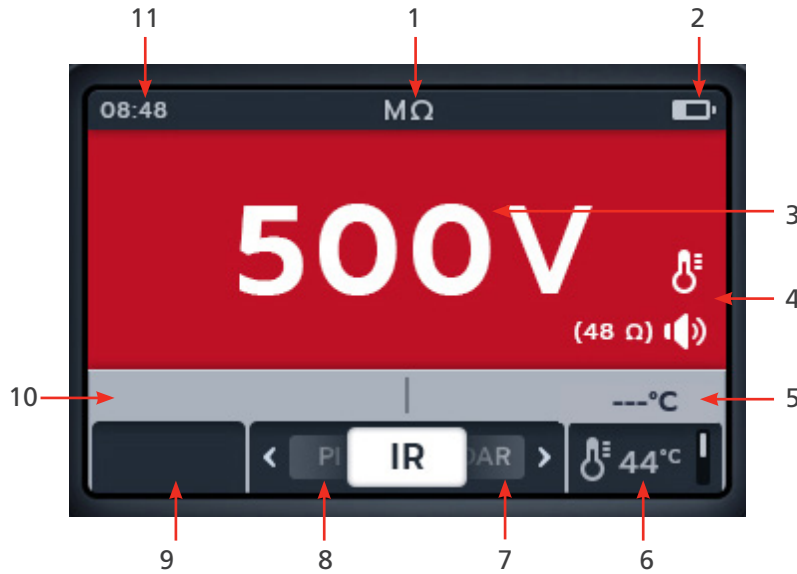 11 1 2
08:48 MΩ
500V
3
4
(48 Ω)
10 ---°C 5
< PI IR DAR > 44°C
9 8 7 6